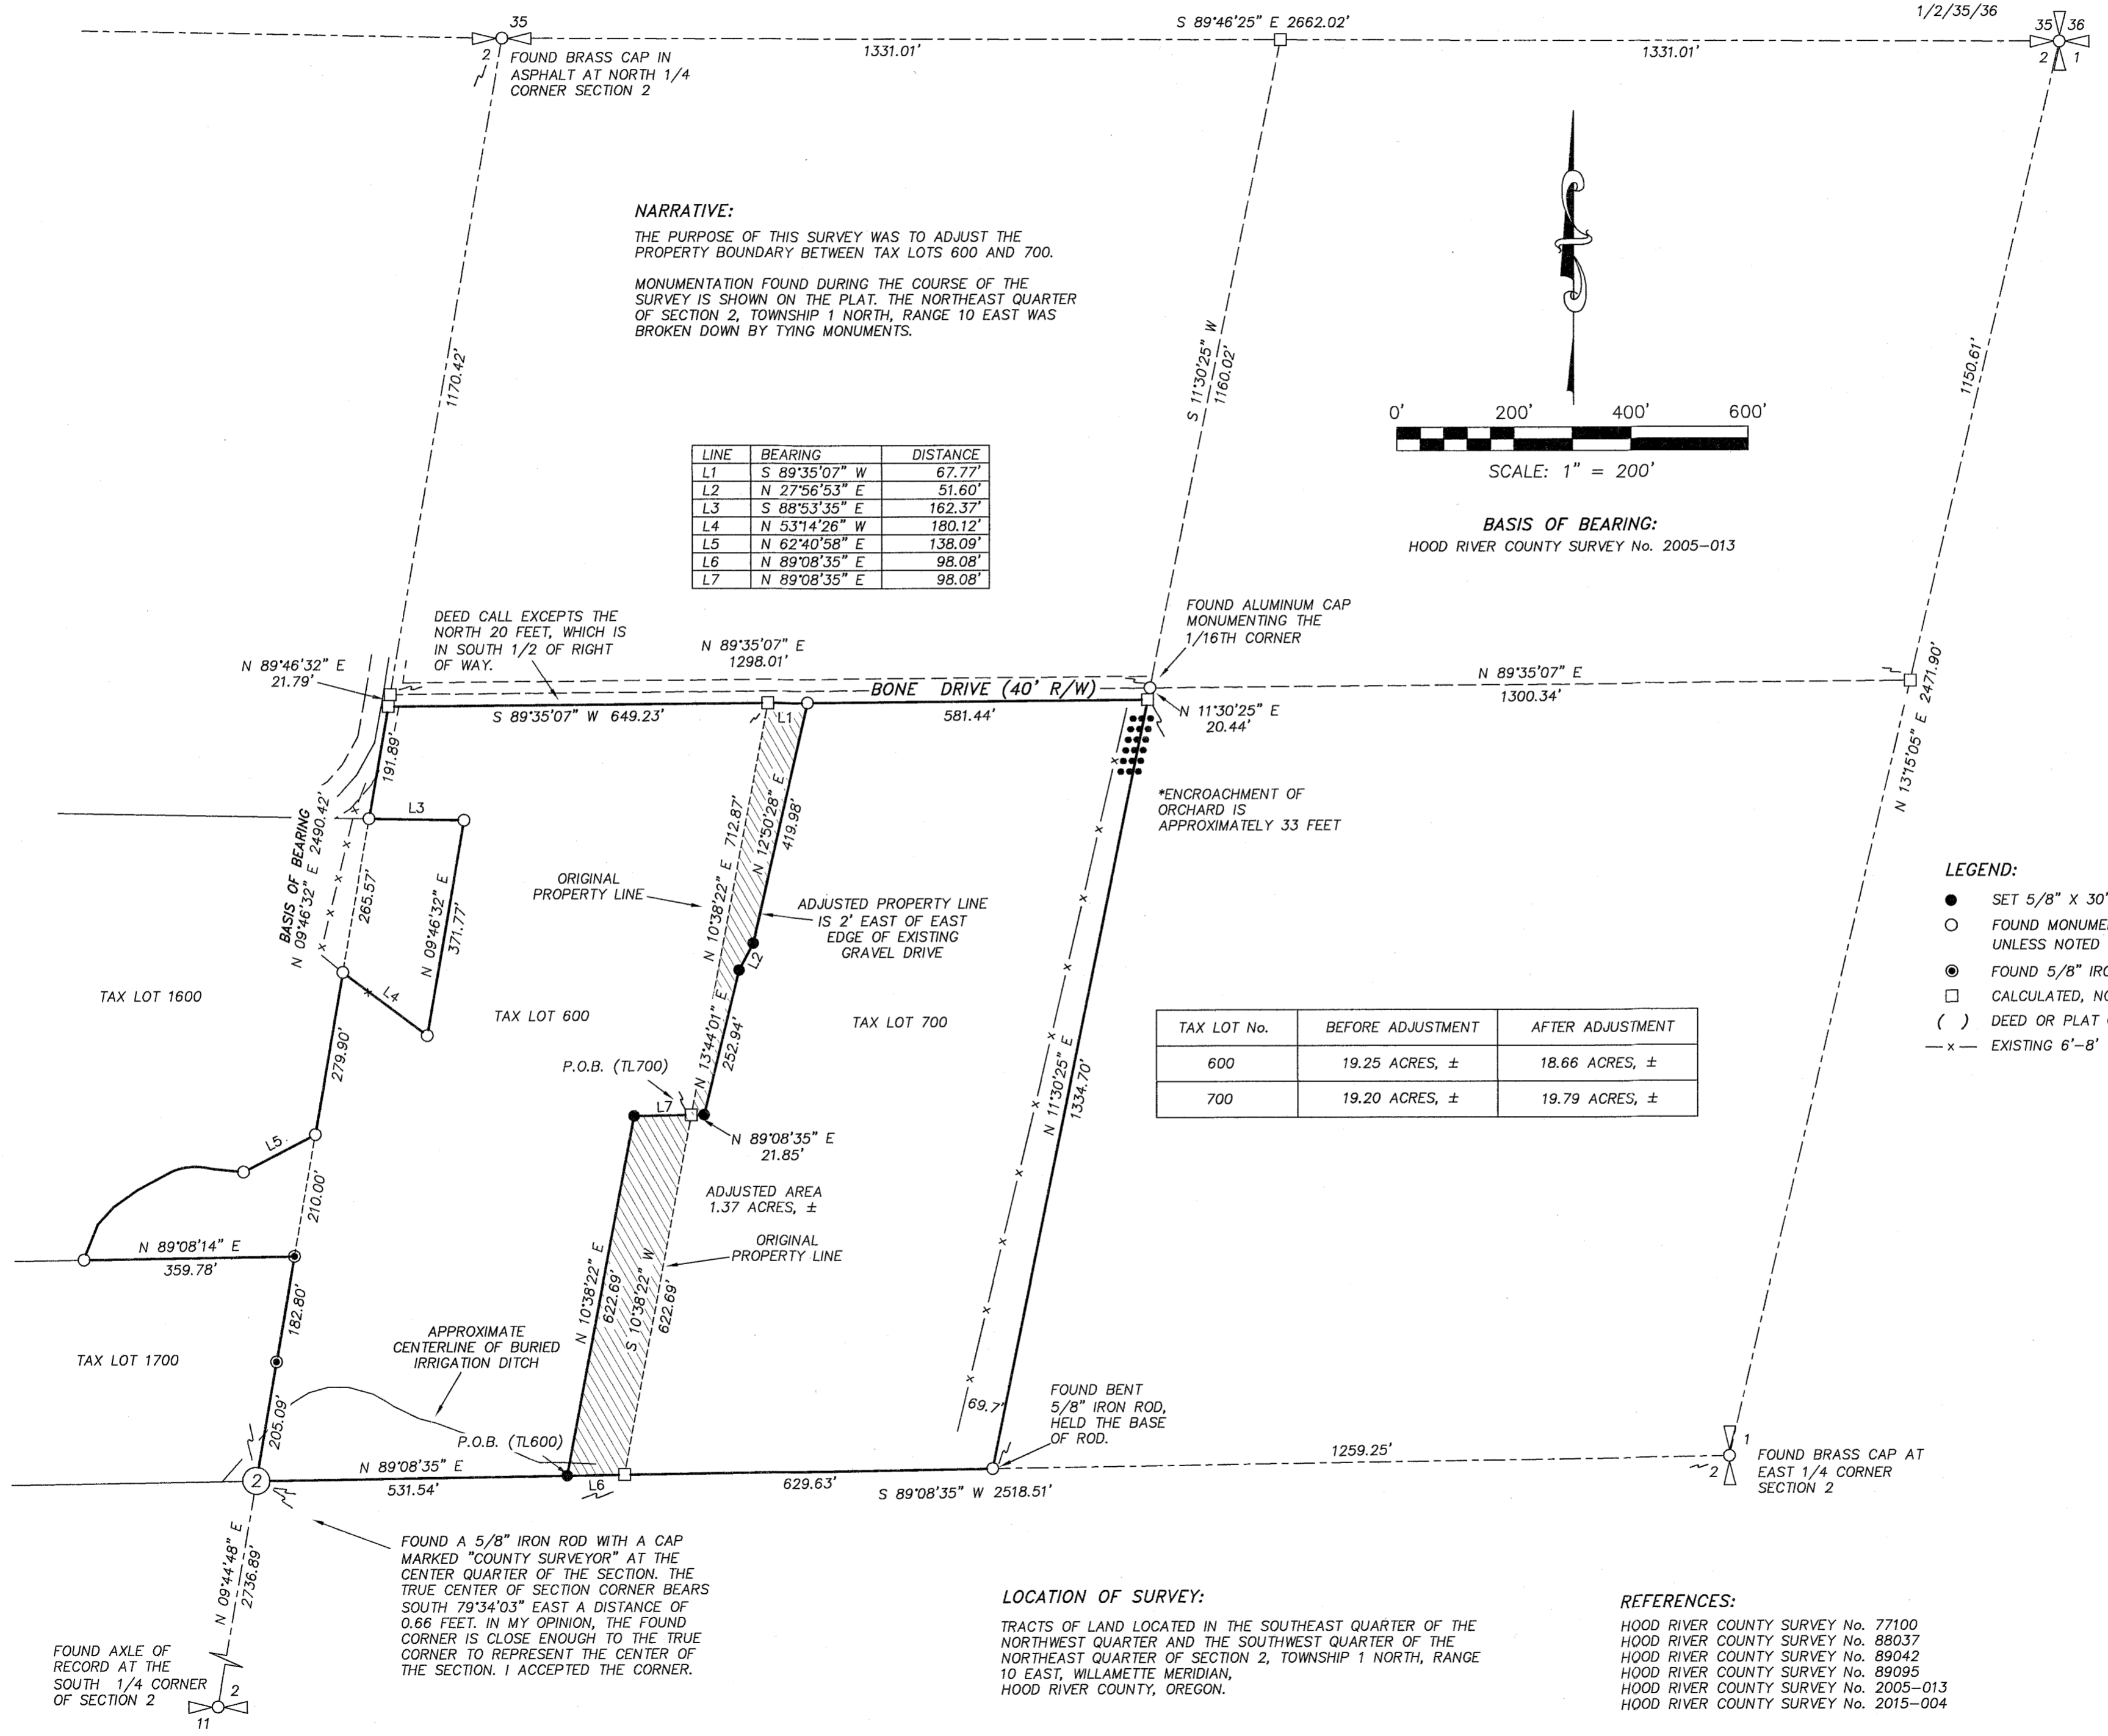 35
S 89°46'25" E 2662.02'
1/2/35/36
35 36
2
FOUND BRASS CAP IN
ASPHALT AT NORTH 1/4
CORNER SECTION 2
1331.01'
1331.01'
2 1
NARRATIVE:
THE PURPOSE OF THIS SURVEY WAS TO ADJUST THE
PROPERTY BOUNDARY BETWEEN TAX LOTS 600 AND 700.
MONUMENTATION FOUND DURING THE COURSE OF THE
SURVEY IS SHOWN ON THE PLAT. THE NORTHEAST QUARTER
OF SECTION 2, TOWNSHIP 1 NORTH, RANGE 10 EAST WAS
BROKEN DOWN BY TYING MONUMENTS.
1170.42'
S 11°30'25" W
1160.02'
1150.61'
0' 200' 400' 600'
SCALE: 1" = 200'
BASIS OF BEARING:
HOOD RIVER COUNTY SURVEY No. 2005-013
LINE BEARING DISTANCE
L1 S 89°35'07" W 67.77'
L2 N 27°56'53" E 51.60'
L3 S 88°53'35" E 162.37'
L4 N 53°14'26" W 180.12'
L5 N 62°40'58" E 138.09'
L6 N 89°08'35" E 98.08'
L7 N 89°08'35" E 98.08'
DEED CALL EXCEPTS THE
NORTH 20 FEET, WHICH IS
IN SOUTH 1/2 OF RIGHT
OF WAY.
N 89°46'32" E
21.79'
N 89°35'07" E
1298.01'
FOUND ALUMINUM CAP
MONUMENTING THE
1/16TH CORNER
BONE DRIVE (40' R/W)
N 89°35'07" E
1300.34'
N 13°15'05" E 2471.90'
S 89°35'07" W 649.23'
L1
581.44'
N 11°30'25" E
20.44'
191.89'
L3
BASIS OF BEARING
N 09°46'32" E 2490.42'
265.57'
N 09°46'32" E
371.77'
L4
*ENCROACHMENT OF
ORCHARD IS
APPROXIMATELY 33 FEET
ORIGINAL
PROPERTY LINE
N 10°38'22" E 712.87'
N 12°50'28" E
419.98'
ADJUSTED PROPERTY LINE
IS 2' EAST OF EAST
EDGE OF EXISTING
GRAVEL DRIVE
L2
LEGEND:
SET 5/8" X 30"
FOUND MONUME
UNLESS NOTED
FOUND 5/8" IRO
CALCULATED, NO
( ) DEED OR PLAT
—x— EXISTING 6'-8'
TAX LOT 1600
TAX LOT 600
TAX LOT 700
N 13°44'01" E
252.94'
TAX LOT No. BEFORE ADJUSTMENT AFTER ADJUSTMENT
600 19.25 ACRES, ± 18.66 ACRES, ±
700 19.20 ACRES, ± 19.79 ACRES, ±
279.90'
P.O.B. (TL700)
L7
N 89°08'35" E
21.85'
N 11°30'25" E
1334.70'
L5
210.00'
ADJUSTED AREA
1.37 ACRES, ±
ORIGINAL
PROPERTY LINE
N 89°08'14" E
359.78'
N 10°38'22" E
622.69'
S 10°38'22" W
622.69'
182.80'
APPROXIMATE
CENTERLINE OF BURIED
IRRIGATION DITCH
TAX LOT 1700
205.09'
P.O.B. (TL600)
69.7'
FOUND BENT
5/8" IRON ROD,
HELD THE BASE
OF ROD.
1259.25'
1
2
FOUND BRASS CAP AT
EAST 1/4 CORNER
SECTION 2
2
N 89°08'35" E
531.54'
L6
629.63'
S 89°08'35" W 2518.51'
N 09°44'48" E
2736.89'
FOUND A 5/8" IRON ROD WITH A CAP
MARKED "COUNTY SURVEYOR" AT THE
CENTER QUARTER OF THE SECTION. THE
TRUE CENTER OF SECTION CORNER BEARS
SOUTH 79°34'03" EAST A DISTANCE OF
0.66 FEET. IN MY OPINION, THE FOUND
CORNER IS CLOSE ENOUGH TO THE TRUE
CORNER TO REPRESENT THE CENTER OF
THE SECTION. I ACCEPTED THE CORNER.
FOUND AXLE OF
RECORD AT THE
SOUTH 1/4 CORNER
OF SECTION 2
2
11
LOCATION OF SURVEY:
TRACTS OF LAND LOCATED IN THE SOUTHEAST QUARTER OF THE
NORTHWEST QUARTER AND THE SOUTHWEST QUARTER OF THE
NORTHEAST QUARTER OF SECTION 2, TOWNSHIP 1 NORTH, RANGE
10 EAST, WILLAMETTE MERIDIAN,
HOOD RIVER COUNTY, OREGON.
REFERENCES:
HOOD RIVER COUNTY SURVEY No. 77100
HOOD RIVER COUNTY SURVEY No. 88037
HOOD RIVER COUNTY SURVEY No. 89042
HOOD RIVER COUNTY SURVEY No. 89095
HOOD RIVER COUNTY SURVEY No. 2005-013
HOOD RIVER COUNTY SURVEY No. 2015-004